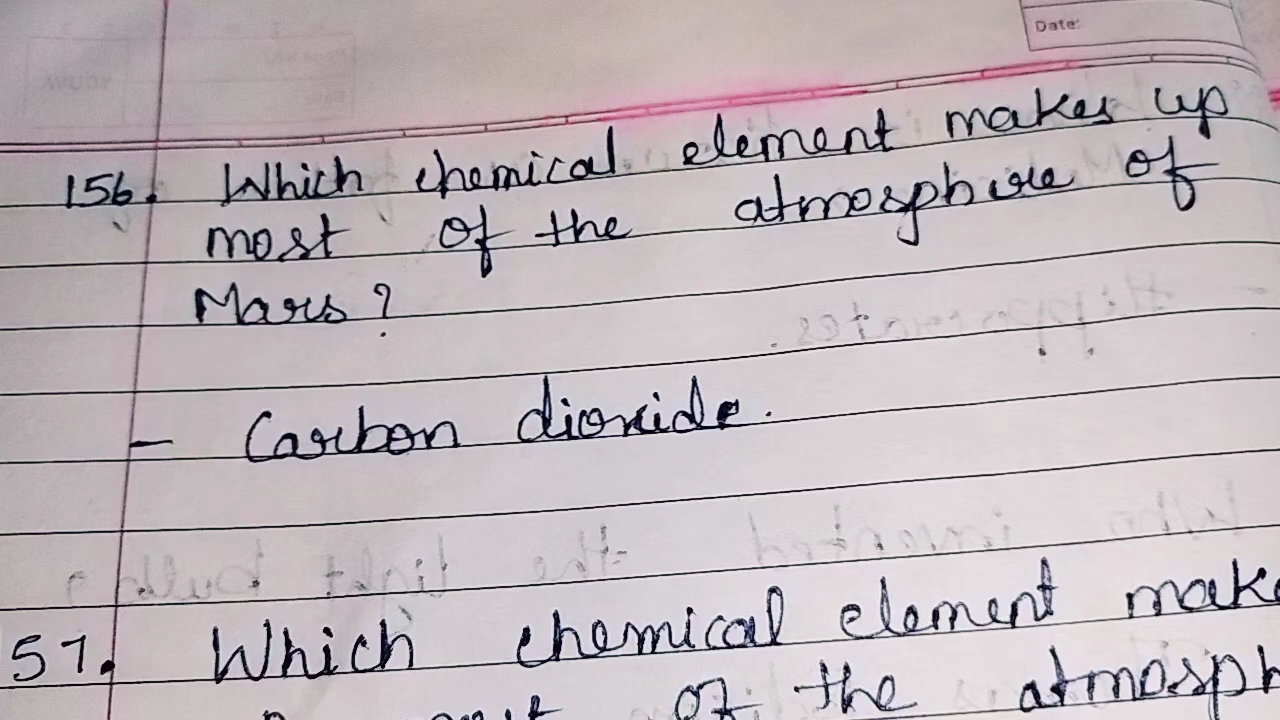 Date:
156. Which chemical element makes up
most of the atmosphere of
Mars?
- Carbon dioxide.
57. Which chemical element make
of the atmosph